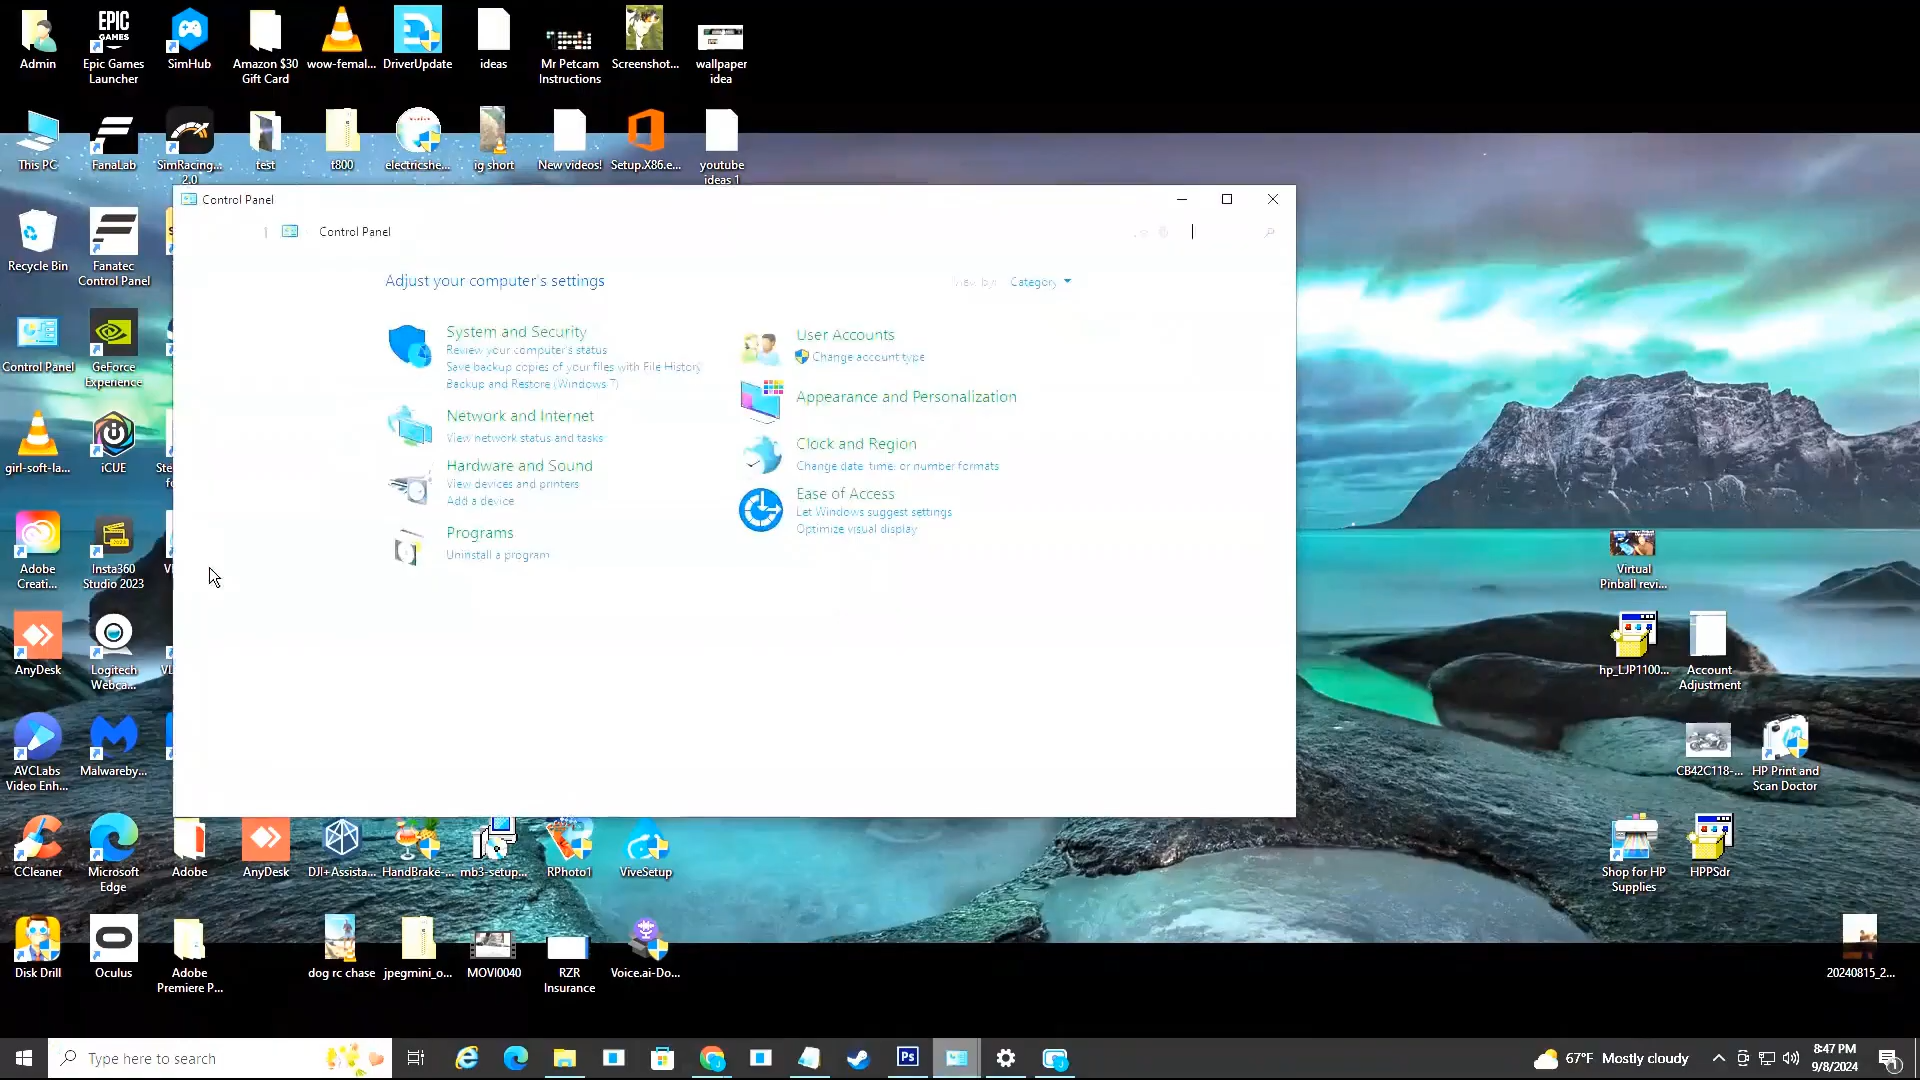 Admin
Epic Games
Launcher
SimHub
Amazon $30
Gift Card
wow-femal...
DriverUpdate
ideas
Mr Petcam
Instructions
Screenshot...
wallpaper
idea
This PC
FanaLab
SimRacing...
2.0
test
t800
electricshe...
ig short
New videos!
Setup.X86.e...
youtube
ideas 1
Control Panel
Control Panel
Recycle Bin
Fanatec
Control Panel
Adjust your computer's settings
View by:
Category
System and Security
Review your computer's status
Save backup copies of your files with File History
Backup and Restore (Windows 7)
User Accounts
Change account type
Control Panel
GeForce
Experience
Appearance and Personalization
Network and Internet
View network status and tasks
Clock and Region
Change date, time, or number formats
girl-soft-la...
iCUE
Hardware and Sound
View devices and printers
Add a device
Ease of Access
Let Windows suggest settings
Optimize visual display
Programs
Uninstall a program
Adobe
Creati...
Insta360
Studio 2023
Virtual
Pinball revi...
AnyDesk
Logitech
Webca...
hp_LJP1100...
Account
Adjustment
AVCLabs
Video Enh...
Malwareby...
CB42C118-...
HP Print and
Scan Doctor
CCleaner
Microsoft
Edge
Adobe
AnyDesk
DJI+Assista...
HandBrake-...
mb3-setup...
RPhoto1
ViveSetup
Shop for HP
Supplies
HPPSdr
Disk Drill
Oculus
Adobe
Premiere P...
dog rc chase
jpegmini_o...
MOVI0040
RZR
Insurance
Voice.ai-Do...
20240815_2...
Type here to search
Ps
67°F Mostly cloudy
8:47 PM
9/8/2024
1